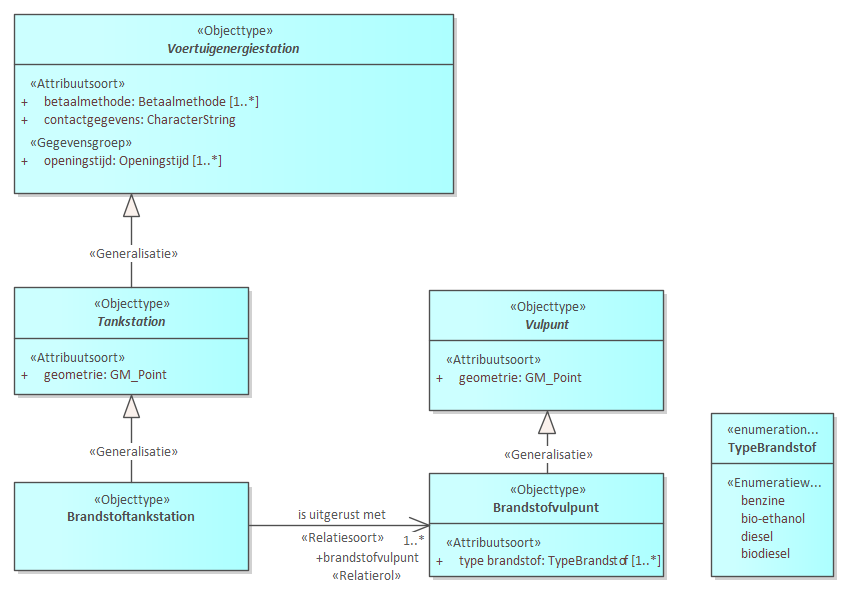 «Objecttype»
Voertuigenergiestation
«Attribuutsoort»
+ betaalmethode: Betaalmethode [1..*]
+ contactgegevens: CharacterString
«Gegevensgroep»
+ openingstijd: Openingstijd [1..*]
«Generalisatie»
«Objecttype»
Tankstation
«Attribuutsoort»
+ geometrie: GM_Point
«Generalisatie»
«Objecttype»
Brandstoftankstation
is uitgerust met
«Relatiesoort»
1..*
+brandstofvulpunt
«Relatierol»
«Objecttype»
Vulpunt
«Attribuutsoort»
+ geometrie: GM_Point
«Generalisatie»
«Objecttype»
Brandstofvulpunt
«Attribuutsoort»
+ type brandstof: TypeBrandstof [1..*]
«enumeration...
TypeBrandstof
«Enumeratiew...
benzine
bio-ethanol
diesel
biodiesel